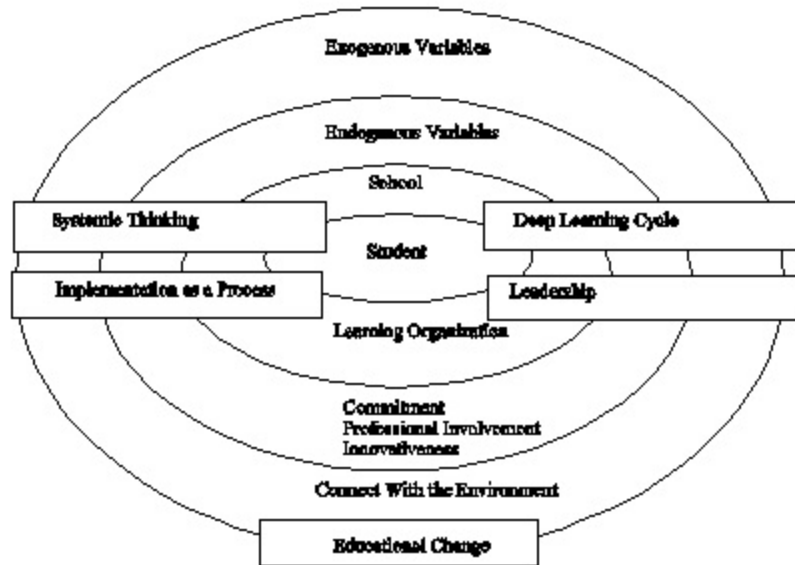 Exogenous Variables
Endogenous Variables
School
Systemic Thinking
Deep Learning Cycle
Student
Implementation as a Process
Leadership
Learning Organization
Commitment
Professional Involvement
Innovativeness
Connect With the Environment
Educational Change